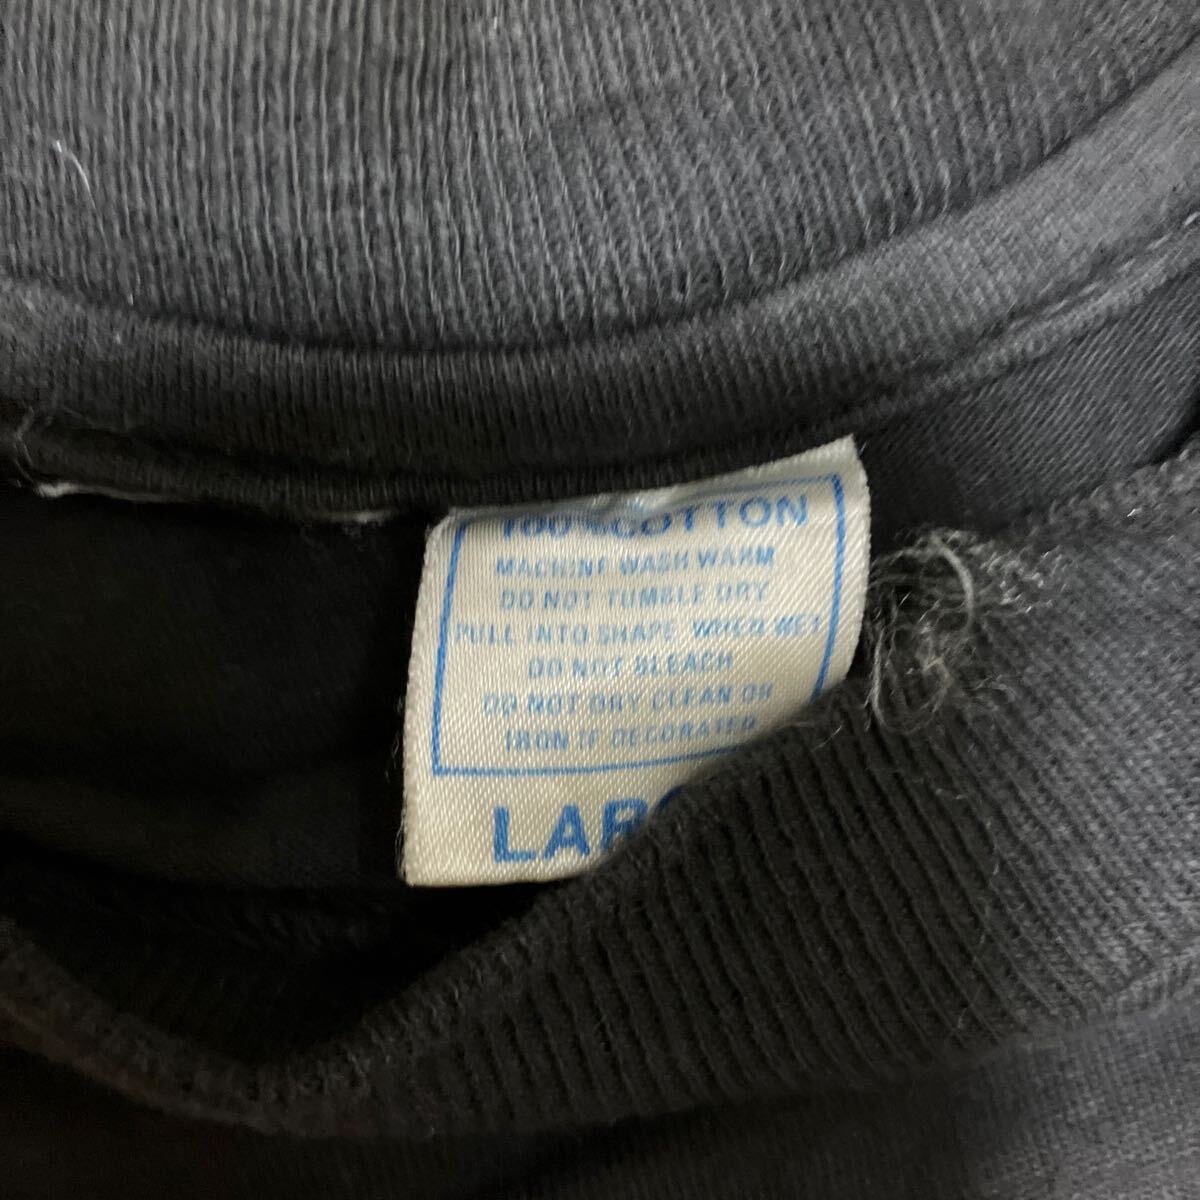 100% COTTON
MACHINE WASH WARM
DO NOT TUMBLE DRY
PULL INTO SHAPE WHEN WET
DO NOT BLEACH
DO NOT DRY CLEAN OR
IRON IF DECORATED
LARG